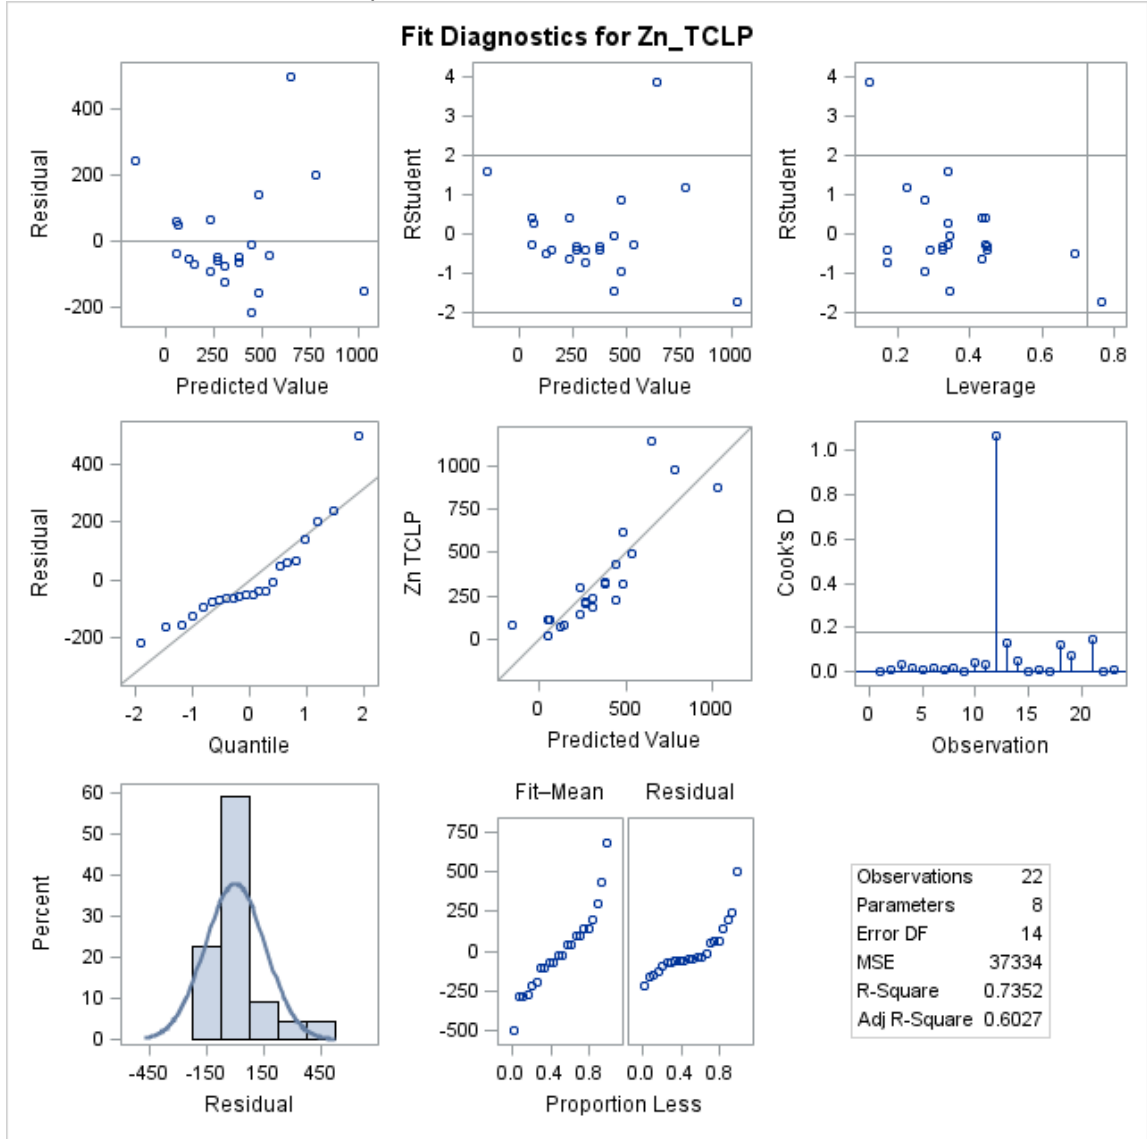 Fit Diagnostics for Zn_TCLP
Residual
400
200
0
-200
0 250 500 750 1000
Predicted Value
RStudent
4
3
2
1
0
-1
-2
0 250 500 750 1000
Predicted Value
RStudent
4
3
2
1
0
-1
-2
0.2 0.4 0.6 0.8
Leverage
Residual
400
200
0
-200
-2 -1 0 1 2
Quantile
Zn TCLP
1000
750
500
250
0
0 500 1000
Predicted Value
Cook's D
1.0
0.8
0.6
0.4
0.2
0.0
0 5 10 15 20
Observation
Percent
60
50
40
30
20
10
0
-450 -150 150 450
Residual
Fit–Mean Residual
750
500
250
0
-250
-500
0.0 0.4 0.8 0.0 0.4 0.8
Proportion Less
Observations 22
Parameters 8
Error DF 14
MSE 37334
R-Square 0.7352
Adj R-Square 0.6027